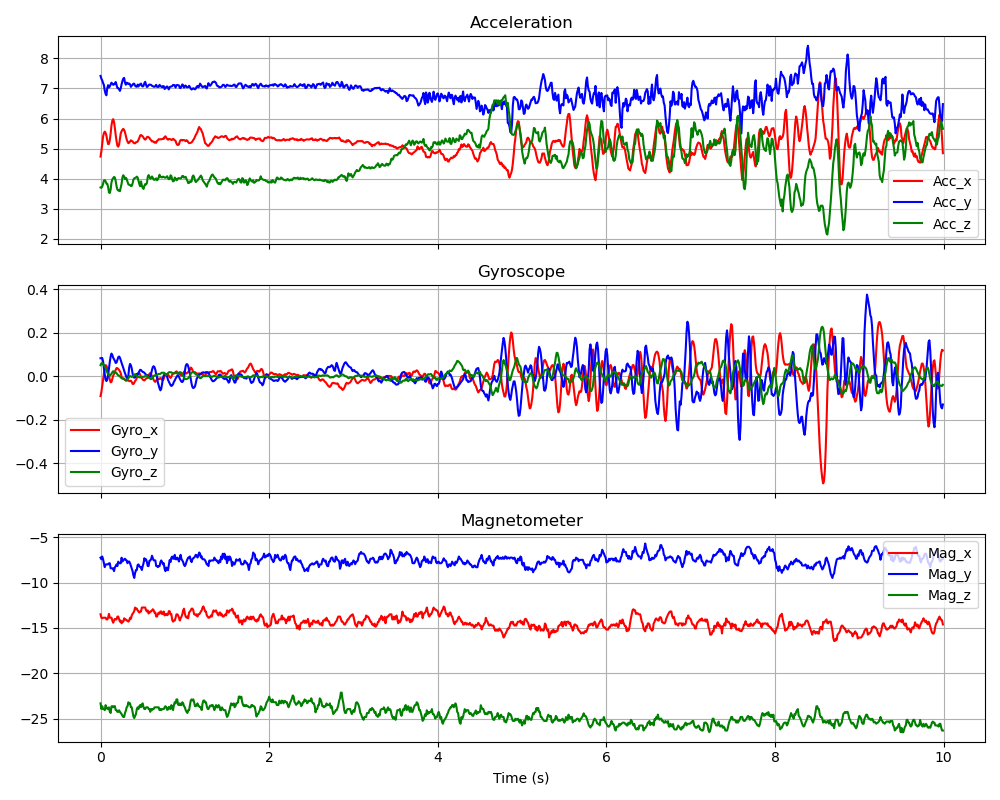 Acceleration
8
7
6
5
4
3
2
Acc_x
Acc_y
Acc_z
Gyroscope
0.4
0.2
0.0
−0.2
−0.4
Gyro_x
Gyro_y
Gyro_z
Magnetometer
−5
−10
−15
−20
−25
Mag_x
Mag_y
Mag_z
0 2 4 6 8 10
Time (s)